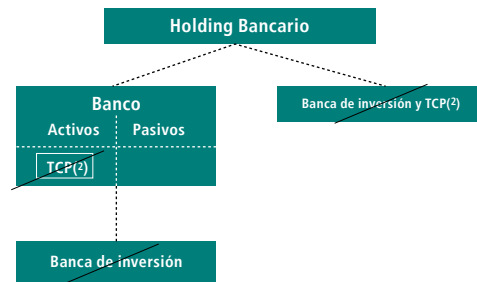 Holding Bancario
Banco
Activos Pasivos
TCP(2)
Banca de inversión y TCP(2)
Banca de inversión